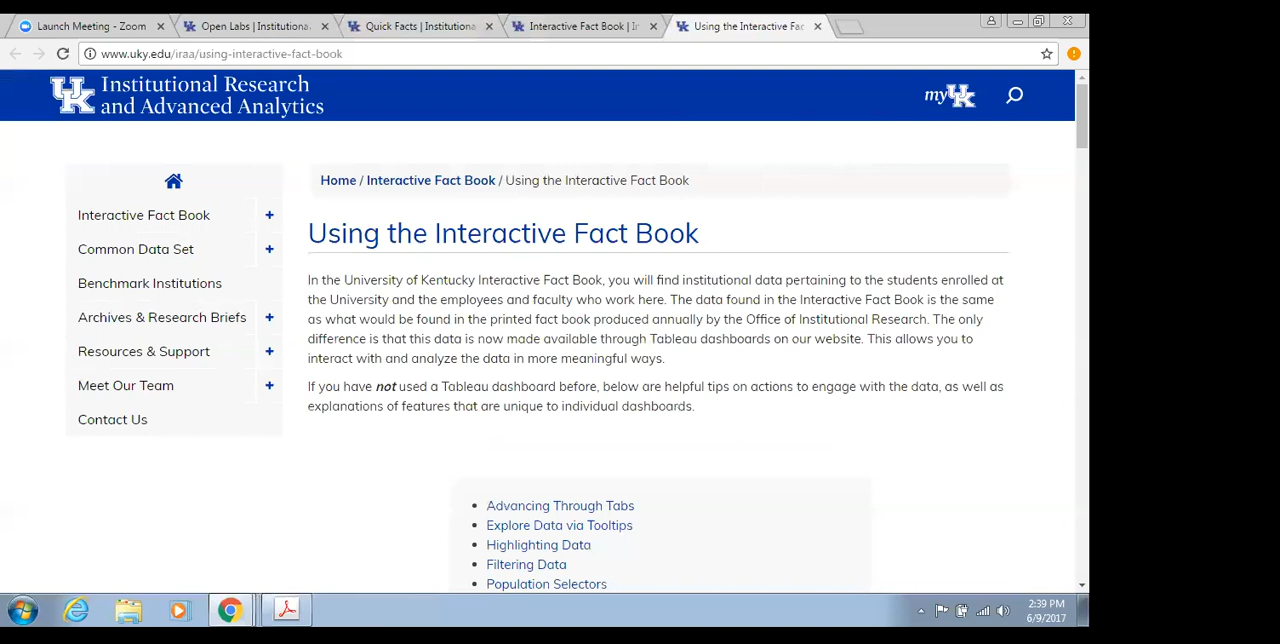 Launch Meeting - Zoom
Open Labs | Institutiona
Quick Facts | Institutiona
Interactive Fact Book | Ir
Using the Interactive Fac
www.uky.edu/iraa/using-interactive-fact-book
UK Institutional Research
and Advanced Analytics
myUK
Home / Interactive Fact Book / Using the Interactive Fact Book
Interactive Fact Book +
Common Data Set +
Benchmark Institutions
Archives & Research Briefs +
Resources & Support +
Meet Our Team +
Contact Us
Using the Interactive Fact Book
In the University of Kentucky Interactive Fact Book, you will find institutional data pertaining to the students enrolled at
the University and the employees and faculty who work here. The data found in the Interactive Fact Book is the same
as what would be found in the printed fact book produced annually by the Office of Institutional Research. The only
difference is that this data is now made available through Tableau dashboards on our website. This allows you to
interact with and analyze the data in more meaningful ways.
If you have not used a Tableau dashboard before, below are helpful tips on actions to engage with the data, as well as
explanations of features that are unique to individual dashboards.
• Advancing Through Tabs
• Explore Data via Tooltips
• Highlighting Data
• Filtering Data
• Population Selectors
2:39 PM
6/9/2017